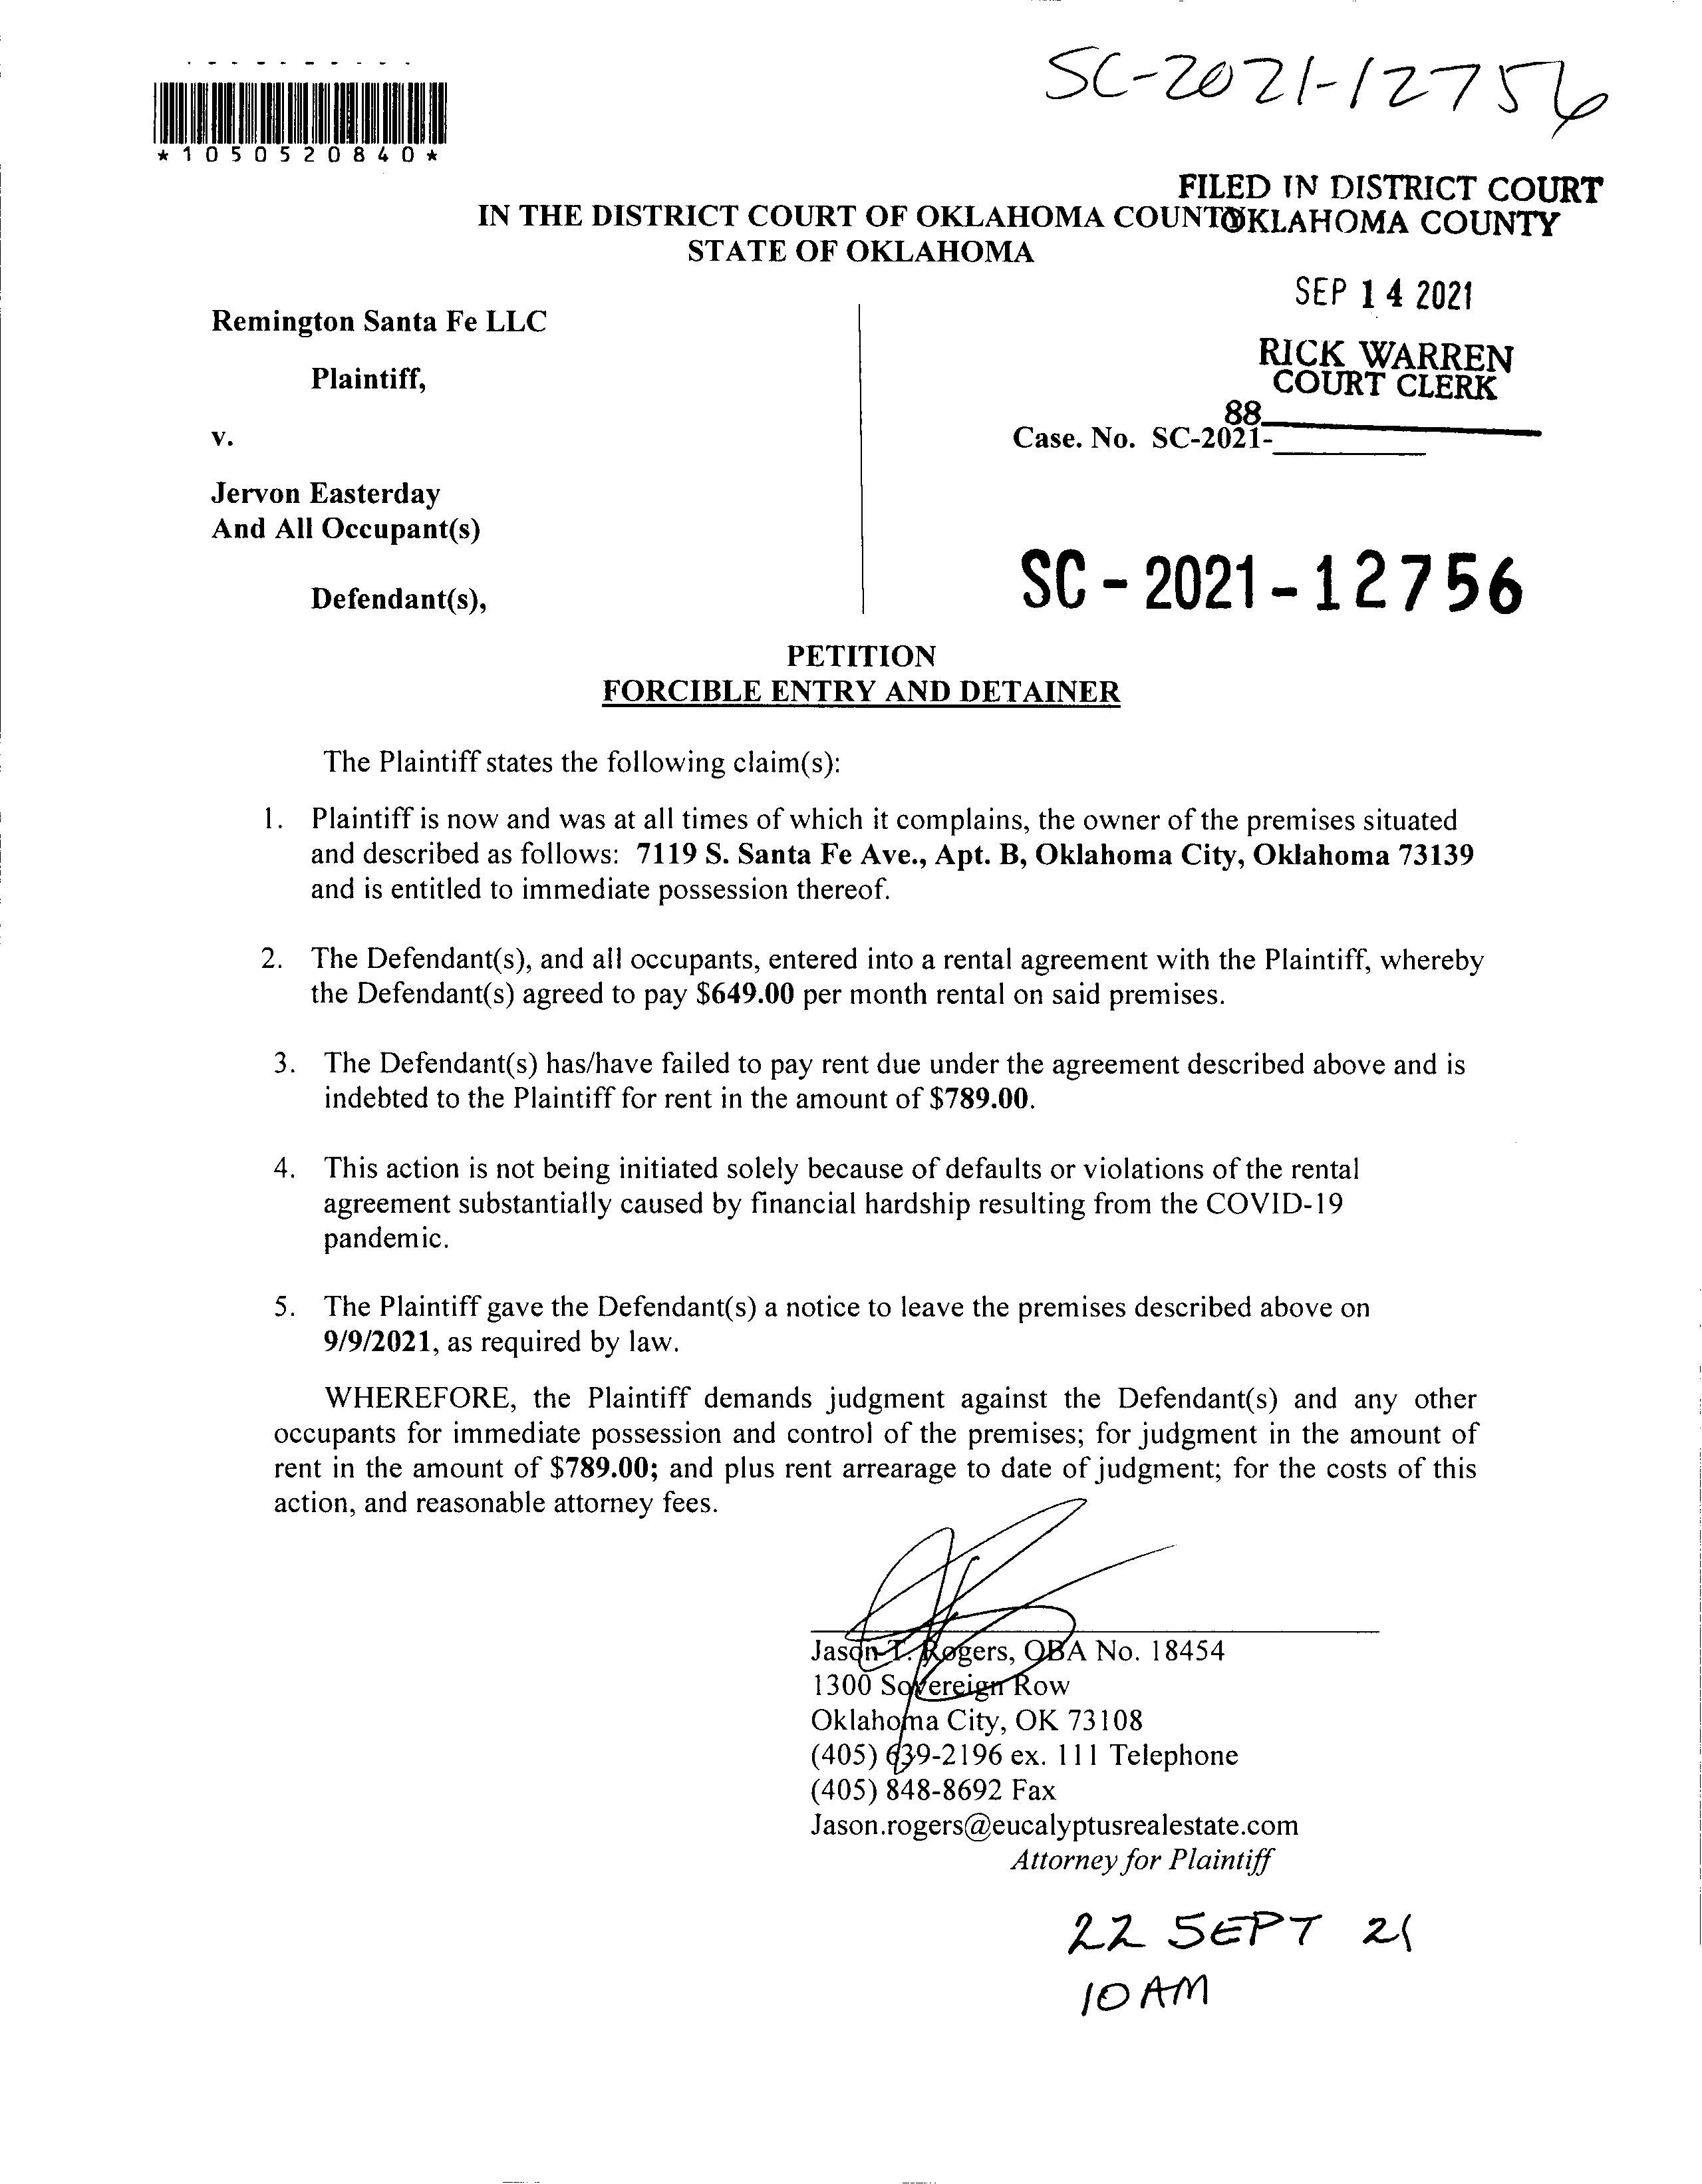 SC-2021-12756
*1050520840*
FILED IN DISTRICT COURT
OKLAHOMA COUNTY
IN THE DISTRICT COURT OF OKLAHOMA COUNTY
STATE OF OKLAHOMA
SEP 14 2021
RICK WARREN
COURT CLERK
88
Remington Santa Fe LLC
Plaintiff,
v.
Case. No. SC-2021-
Jervon Easterday
And All Occupant(s)
Defendant(s),
SC-2021-12756
PETITION
FORCIBLE ENTRY AND DETAINER
The Plaintiff states the following claim(s):
1. Plaintiff is now and was at all times of which it complains, the owner of the premises situated
and described as follows: 7119 S. Santa Fe Ave., Apt. B, Oklahoma City, Oklahoma 73139
and is entitled to immediate possession thereof.
2. The Defendant(s), and all occupants, entered into a rental agreement with the Plaintiff, whereby
the Defendant(s) agreed to pay $649.00 per month rental on said premises.
3. The Defendant(s) has/have failed to pay rent due under the agreement described above and is
indebted to the Plaintiff for rent in the amount of $789.00.
4. This action is not being initiated solely because of defaults or violations of the rental
agreement substantially caused by financial hardship resulting from the COVID-19
pandemic.
5. The Plaintiff gave the Defendant(s) a notice to leave the premises described above on
9/9/2021, as required by law.
WHEREFORE, the Plaintiff demands judgment against the Defendant(s) and any other
occupants for immediate possession and control of the premises; for judgment in the amount of
rent in the amount of $789.00; and plus rent arrearage to date of judgment; for the costs of this
action, and reasonable attorney fees.
Jason T. Rogers, OBA No. 18454
1300 Sovereign Row
Oklahoma City, OK 73108
(405) 639-2196 ex. 111 Telephone
(405) 848-8692 Fax
Jason.rogers@eucalyptusrealestate.com
Attorney for Plaintiff
22 SEPT 21
10 AM